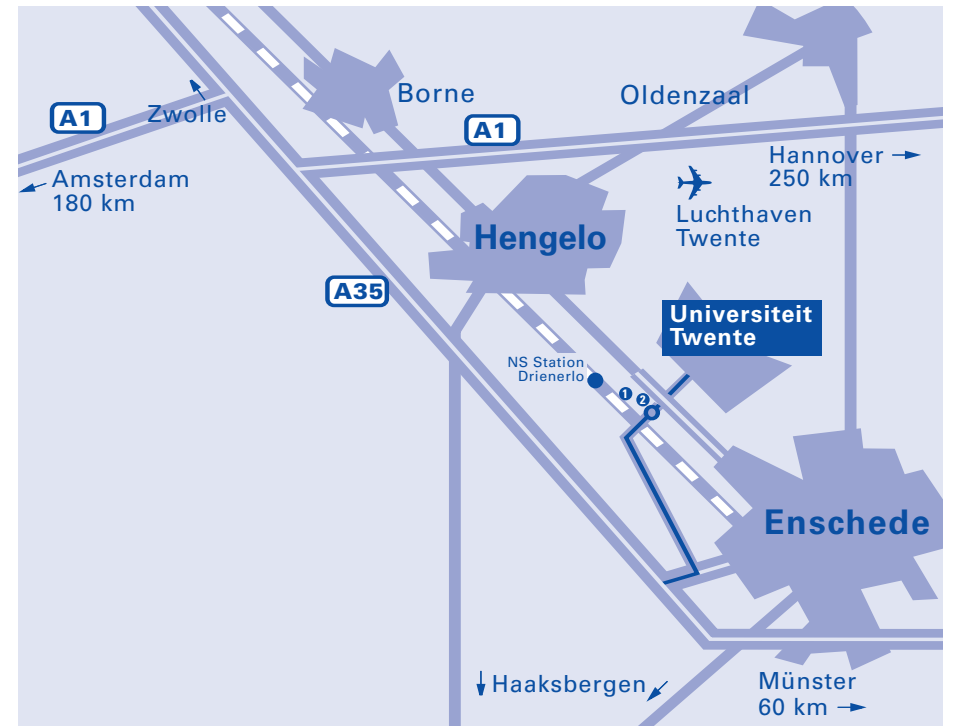 Borne
Oldenzaal
A1
Zwolle
A1
Hannover
250 km
Amsterdam
180 km
Luchthaven
Twente
Hengelo
A35
Universiteit
Twente
NS Station
Drienerlo
1 2
Enschede
Haaksbergen
Münster
60 km